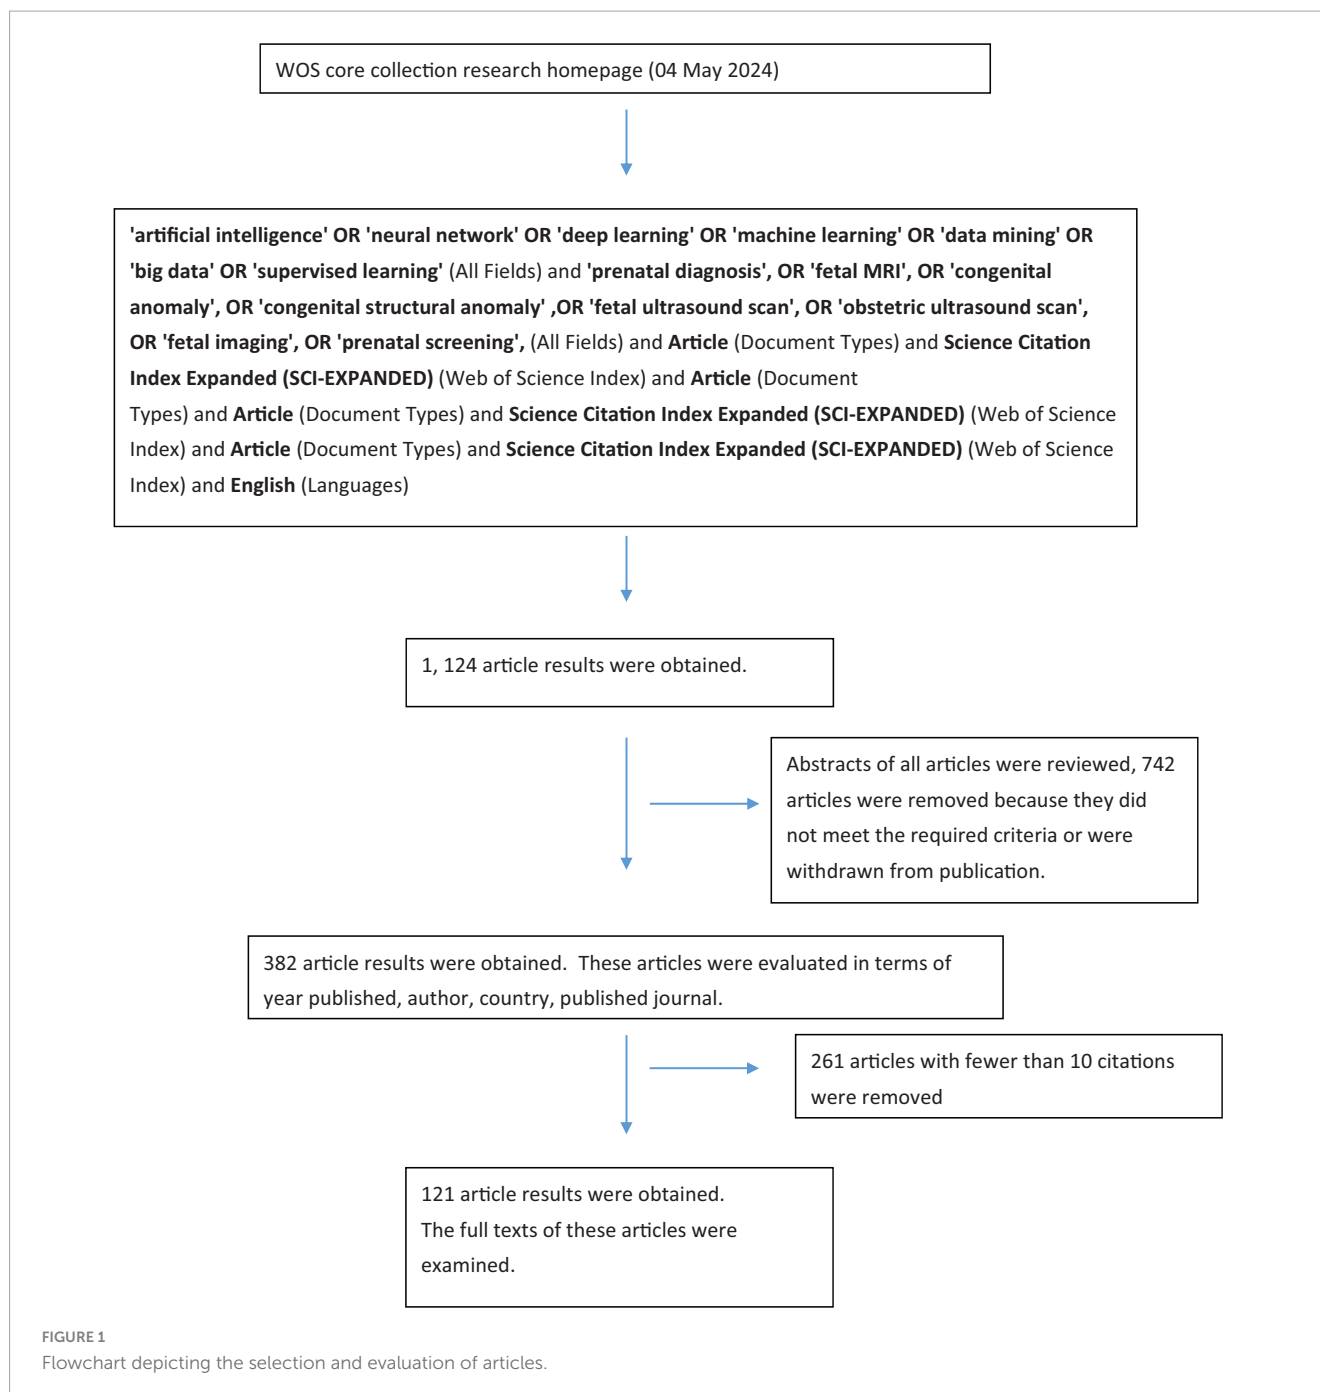 WOS core collection research homepage (04 May 2024)
'artificial intelligence' OR 'neural network' OR 'deep learning' OR 'machine learning' OR 'data mining' OR
'big data' OR 'supervised learning' (All Fields) and 'prenatal diagnosis', OR 'fetal MRI', OR 'congenital
anomaly', OR 'congenital structural anomaly' ,OR 'fetal ultrasound scan', OR 'obstetric ultrasound scan',
OR 'fetal imaging', OR 'prenatal screening', (All Fields) and Article (Document Types) and Science Citation
Index Expanded (SCI-EXPANDED) (Web of Science Index) and Article (Document
Types) and Article (Document Types) and Science Citation Index Expanded (SCI-EXPANDED) (Web of Science
Index) and Article (Document Types) and Science Citation Index Expanded (SCI-EXPANDED) (Web of Science
Index) and English (Languages)
1, 124 article results were obtained.
Abstracts of all articles were reviewed, 742
articles were removed because they did
not meet the required criteria or were
withdrawn from publication.
382 article results were obtained.  These articles were evaluated in terms of
year published, author, country, published journal.
261 articles with fewer than 10 citations
were removed
121 article results were obtained.
The full texts of these articles were
examined.
FIGURE 1
Flowchart depicting the selection and evaluation of articles.